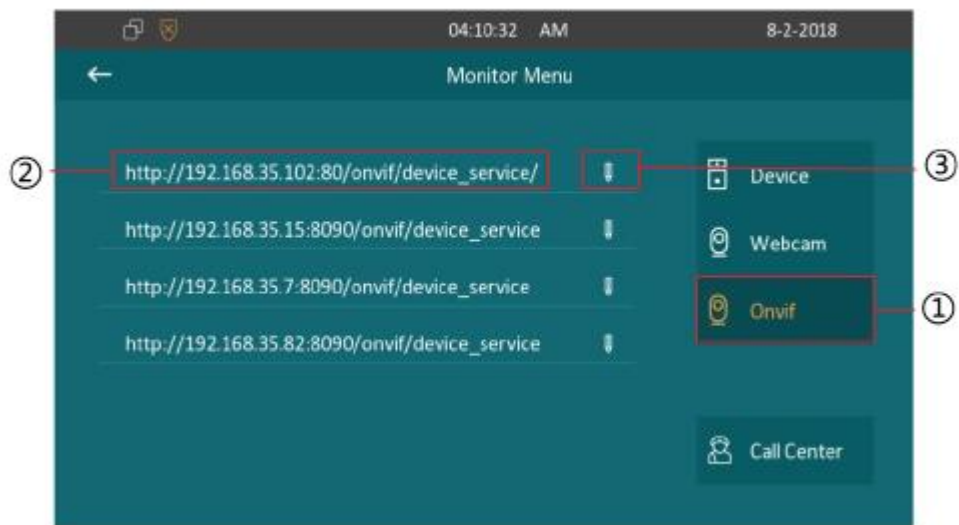 04:10:32 AM 8-2-2018
Monitor Menu
② http://192.168.35.102:80/onvif/device_service/ ③
Device
http://192.168.35.15:8090/onvif/device_service
Webcam
http://192.168.35.7:8090/onvif/device_service
Onvif ①
http://192.168.35.82:8090/onvif/device_service
Call Center